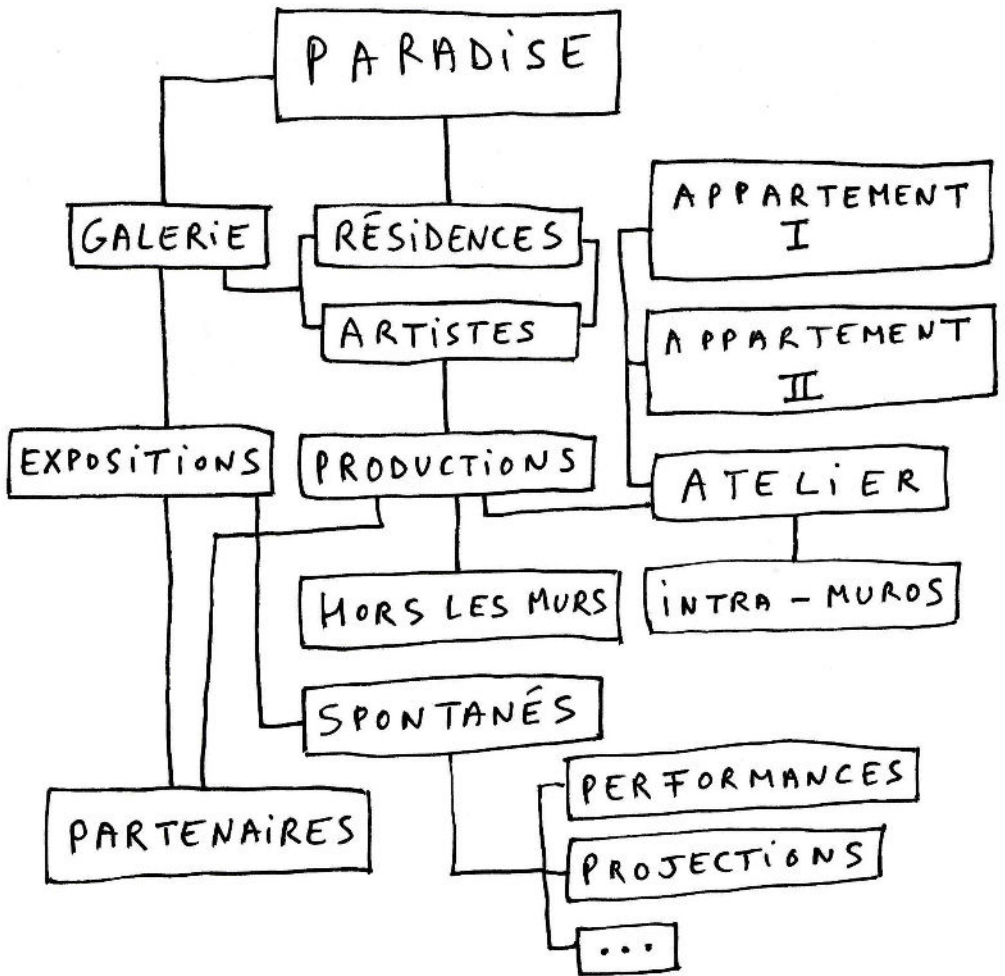 PARADiSE
GALERiE
RÉSiDENCES
ARTiSTES
APPARTEMENT
I
APPARTEMENT
II
EXPOSiTiONS
PRODUCTiONS
ATELiER
HORS LES MURS
iNTRA - MUROS
SPONTANÉS
PARTENAiRES
PERFORMANCES
PROJECTiONS
...